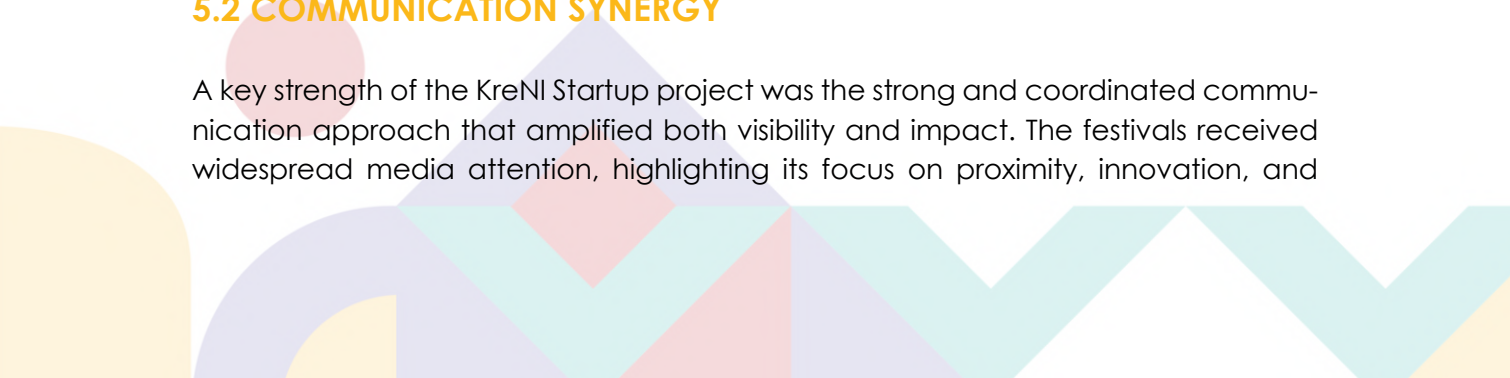 5.2 COMMUNICATION SYNERGY
A key strength of the KreNI Startup project was the strong and coordinated commu-
nication approach that amplified both visibility and impact. The festivals received
widespread media attention, highlighting its focus on proximity, innovation, and